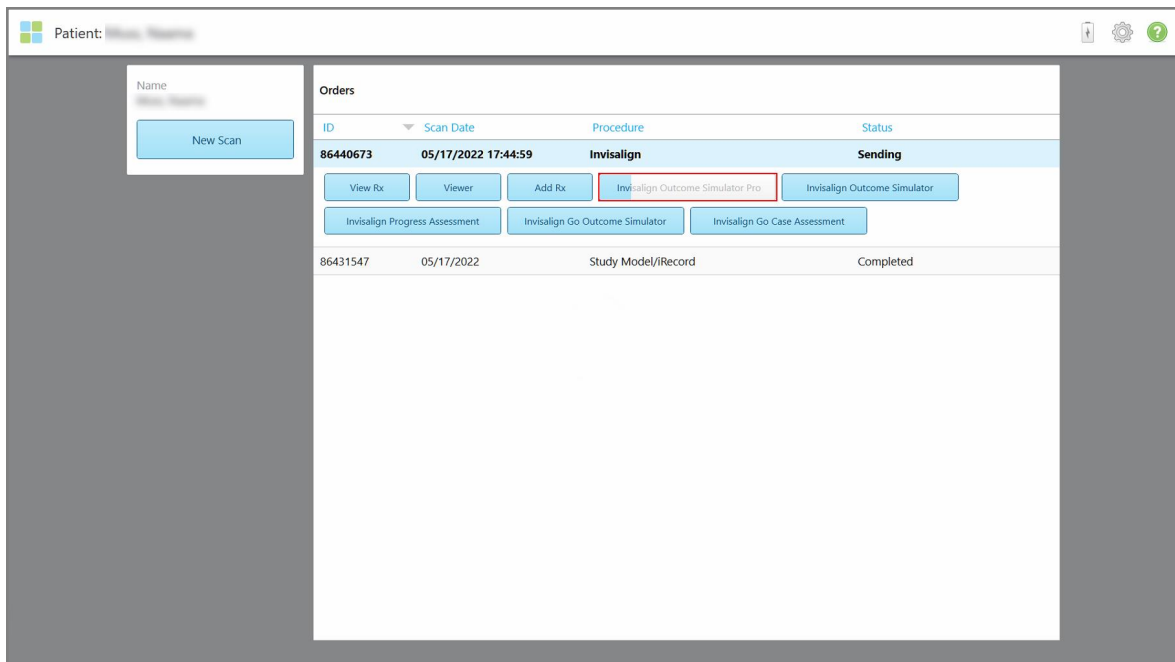 Patient:
Name
New Scan
Orders
ID Scan Date Procedure Status
86440673 05/17/2022 17:44:59 Invisalign Sending
View Rx Viewer Add Rx Invisalign Outcome Simulator Pro Invisalign Outcome Simulator
Invisalign Progress Assessment Invisalign Go Outcome Simulator Invisalign Go Case Assessment
86431547 05/17/2022 Study Model/iRecord Completed
?